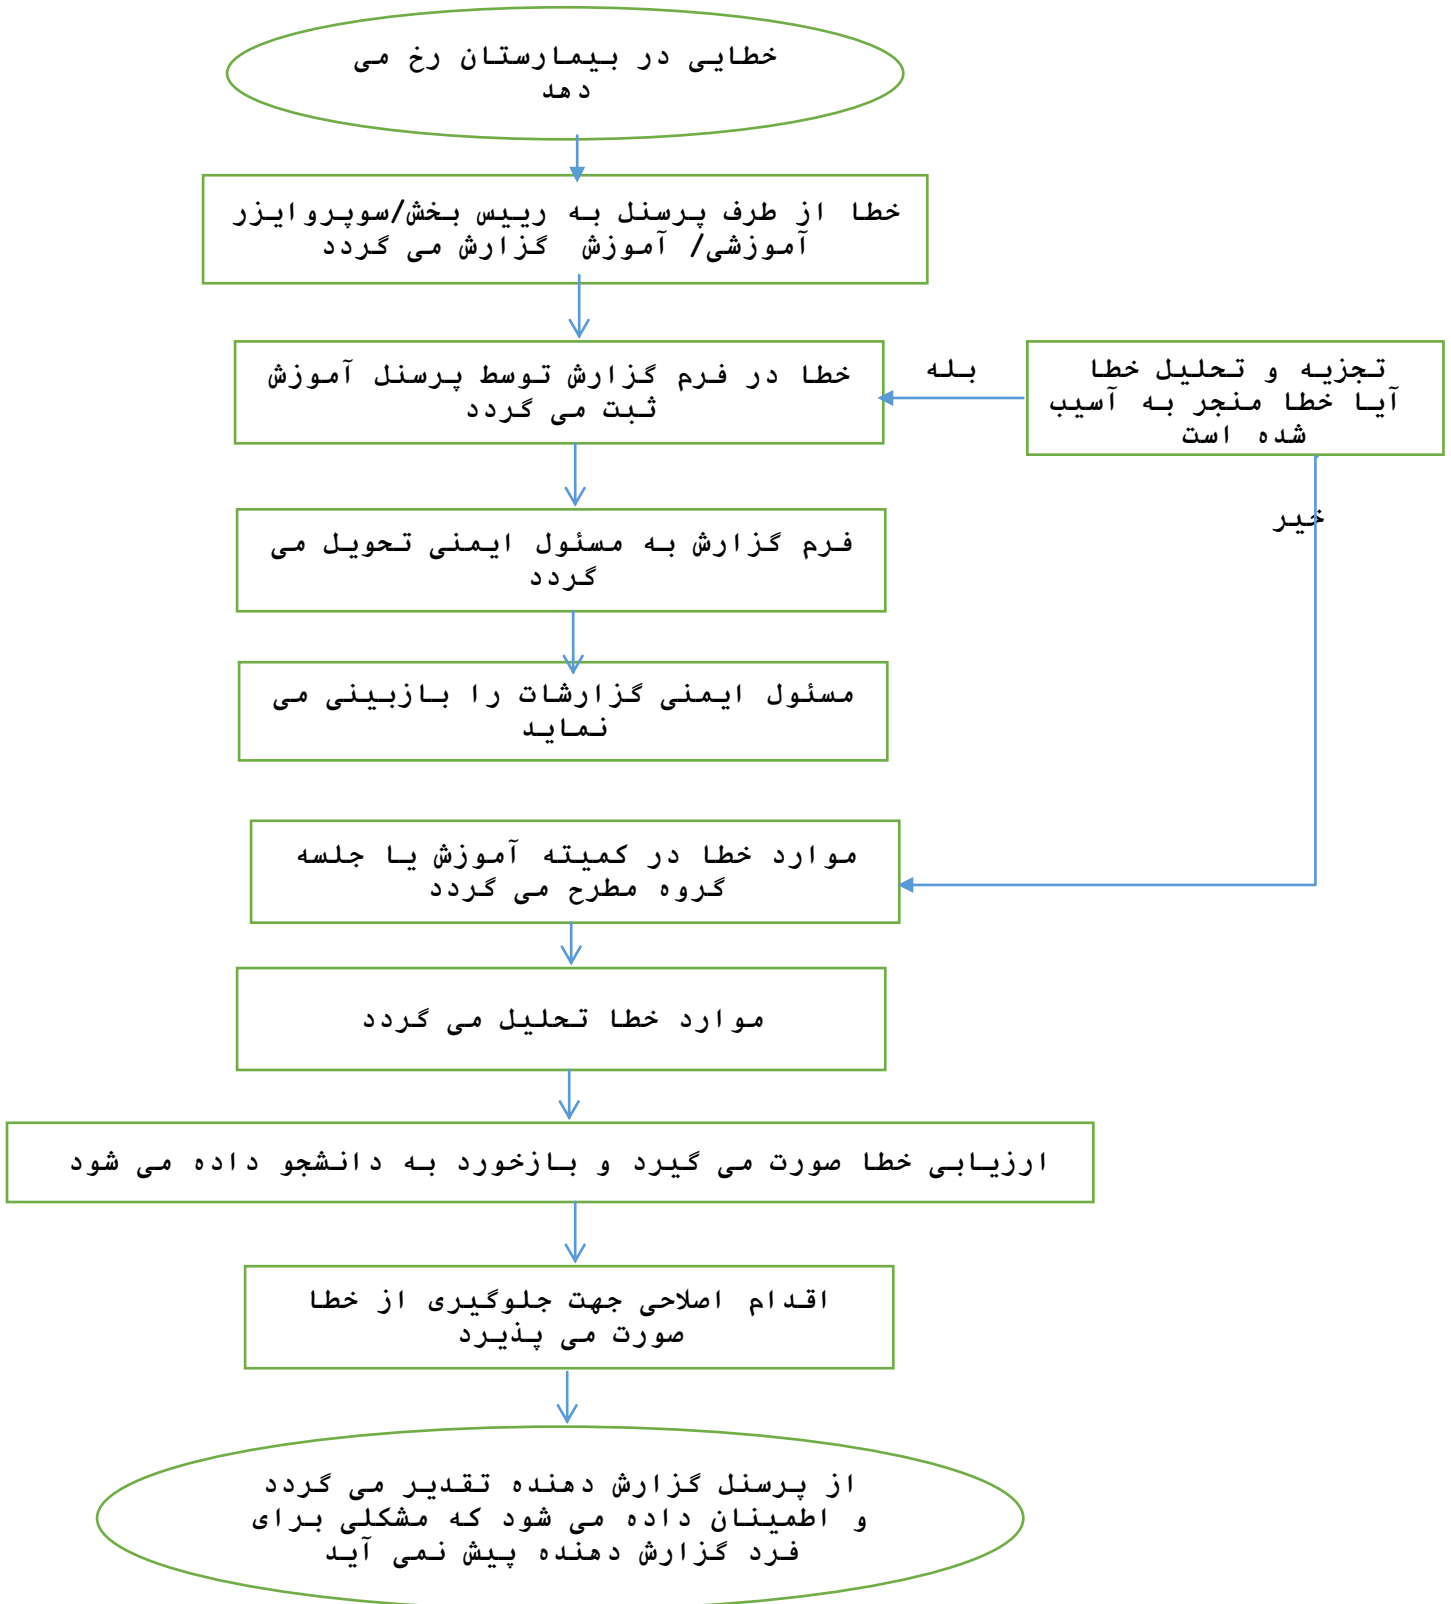 خطایی در بیمارستان رخ می
دهد
خطا از طرف پرسنل به رییس بخش/سوپروایزر
آموزشی/ آموزش گزارش می گردد
خطا در فرم گزارش توسط پرسنل آموزش
ثبت می گردد
بله
تجزیه و تحلیل خطا
آیا خطا منجر به آسیب
شده است
خیر
فرم گزارش به مسئول ایمنی تحویل می
گردد
مسئول ایمنی گزارشات را بازبینی می
نماید
موارد خطا در کمیته آموزش یا جلسه
گروه مطرح می گردد
موارد خطا تحلیل می گردد
ارزیابی خطا صورت می گیرد و بازخورد به دانشجو داده می شود
اقدام اصلاحی جهت جلوگیری از خطا
صورت می پذیرد
از پرسنل گزارش دهنده تقدیر می گردد
و اطمینان داده می شود که مشکلی برای
فرد گزارش دهنده پیش نمی آید